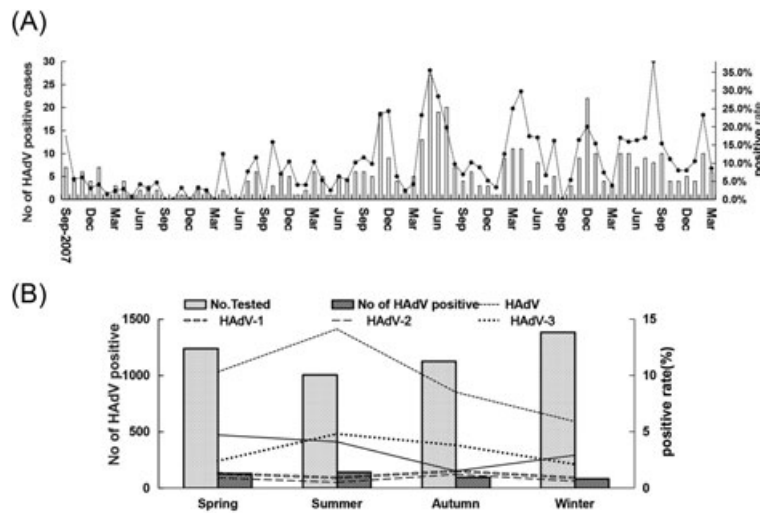 (A)
No of HAdV positive cases
30
25
20
15
10
5
0
35.0%
30.0%
25.0%
20.0%
15.0%
10.0%
5.0%
0.0%
positive rate
Sep-2007 Dec Mar Jun Sep Dec Mar Jun Sep Dec Mar Jun Sep Dec Mar Jun Sep Dec Mar Jun Sep Dec Mar Jun Sep Dec Mar
(B)
No.Tested No of HAdV positive HAdV
HAdV-1 HAdV-2 HAdV-3
No of HAdV positive
1500
1000
500
0
15
10
5
0
positive rate(%)
Spring Summer Autumn Winter